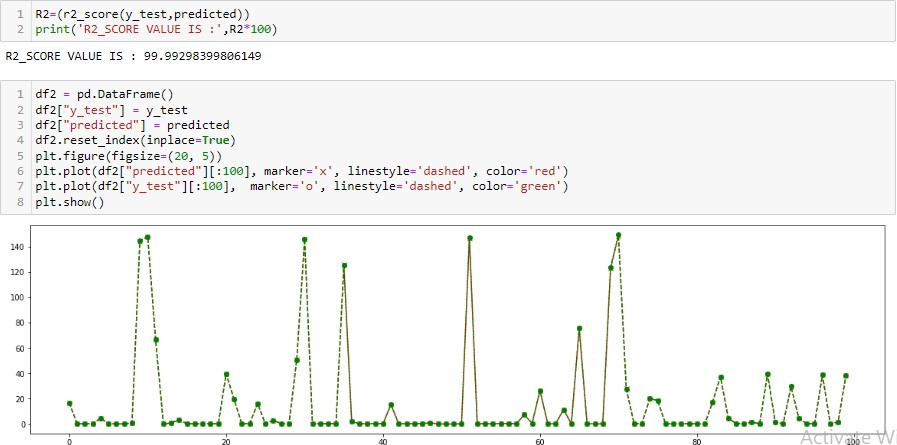 1 R2=(r2_score(y_test,predicted))
2 print('R2_SCORE VALUE IS :',R2*100)
R2_SCORE VALUE IS : 99.99298399806149
1 df2 = pd.DataFrame()
2 df2["y_test"] = y_test
3 df2["predicted"] = predicted
4 df2.reset_index(inplace=True)
5 plt.figure(figsize=(20, 5))
6 plt.plot(df2["predicted"][:100], marker='x', linestyle='dashed', color='red')
7 plt.plot(df2["y_test"][:100],  marker='o', linestyle='dashed', color='green')
8 plt.show()
140
120
100
80
60
40
20
0
0 20 40 60 80 100
Activate Wi